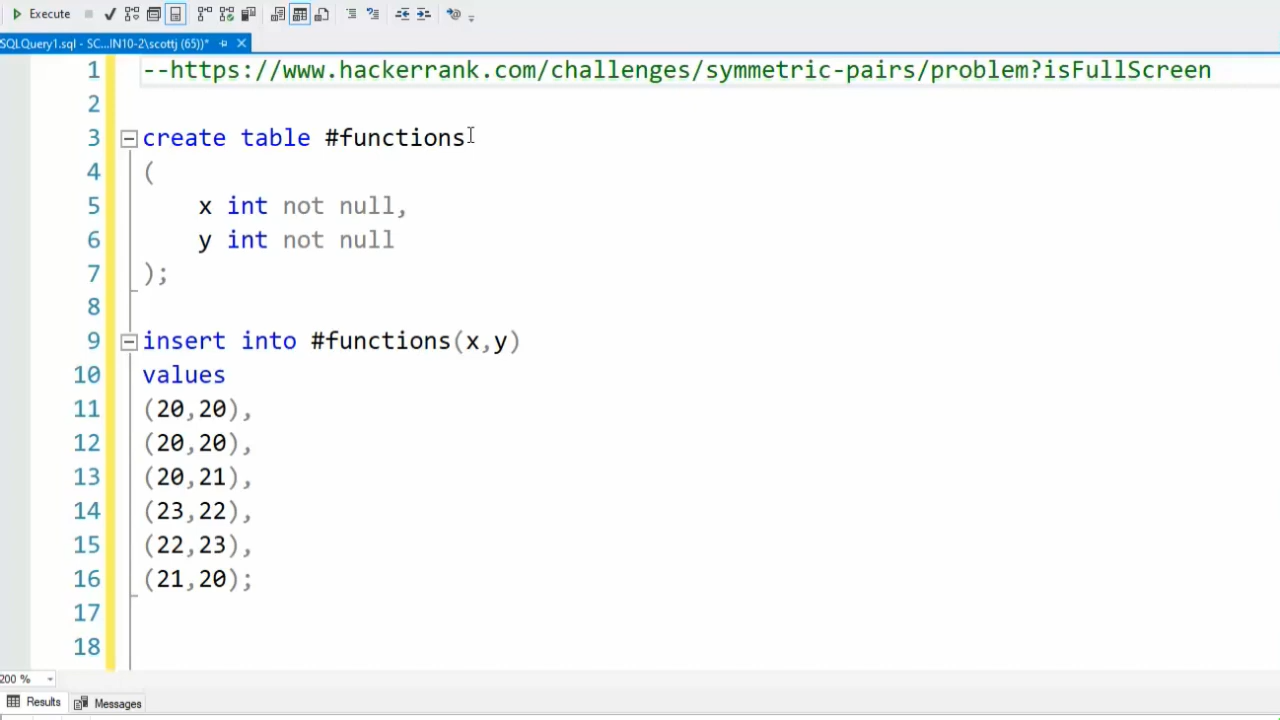 Execute
SQLQuery1.sql - SC...IN10-2\scottj (65))*
1 --https://www.hackerrank.com/challenges/symmetric-pairs/problem?isFullScreen
2
3 create table #functions
4 (
5 x int not null,
6 y int not null
7 );
8
9 insert into #functions(x,y)
10 values
11 (20,20),
12 (20,20),
13 (20,21),
14 (23,22),
15 (22,23),
16 (21,20);
17
18
200 %
Results Messages